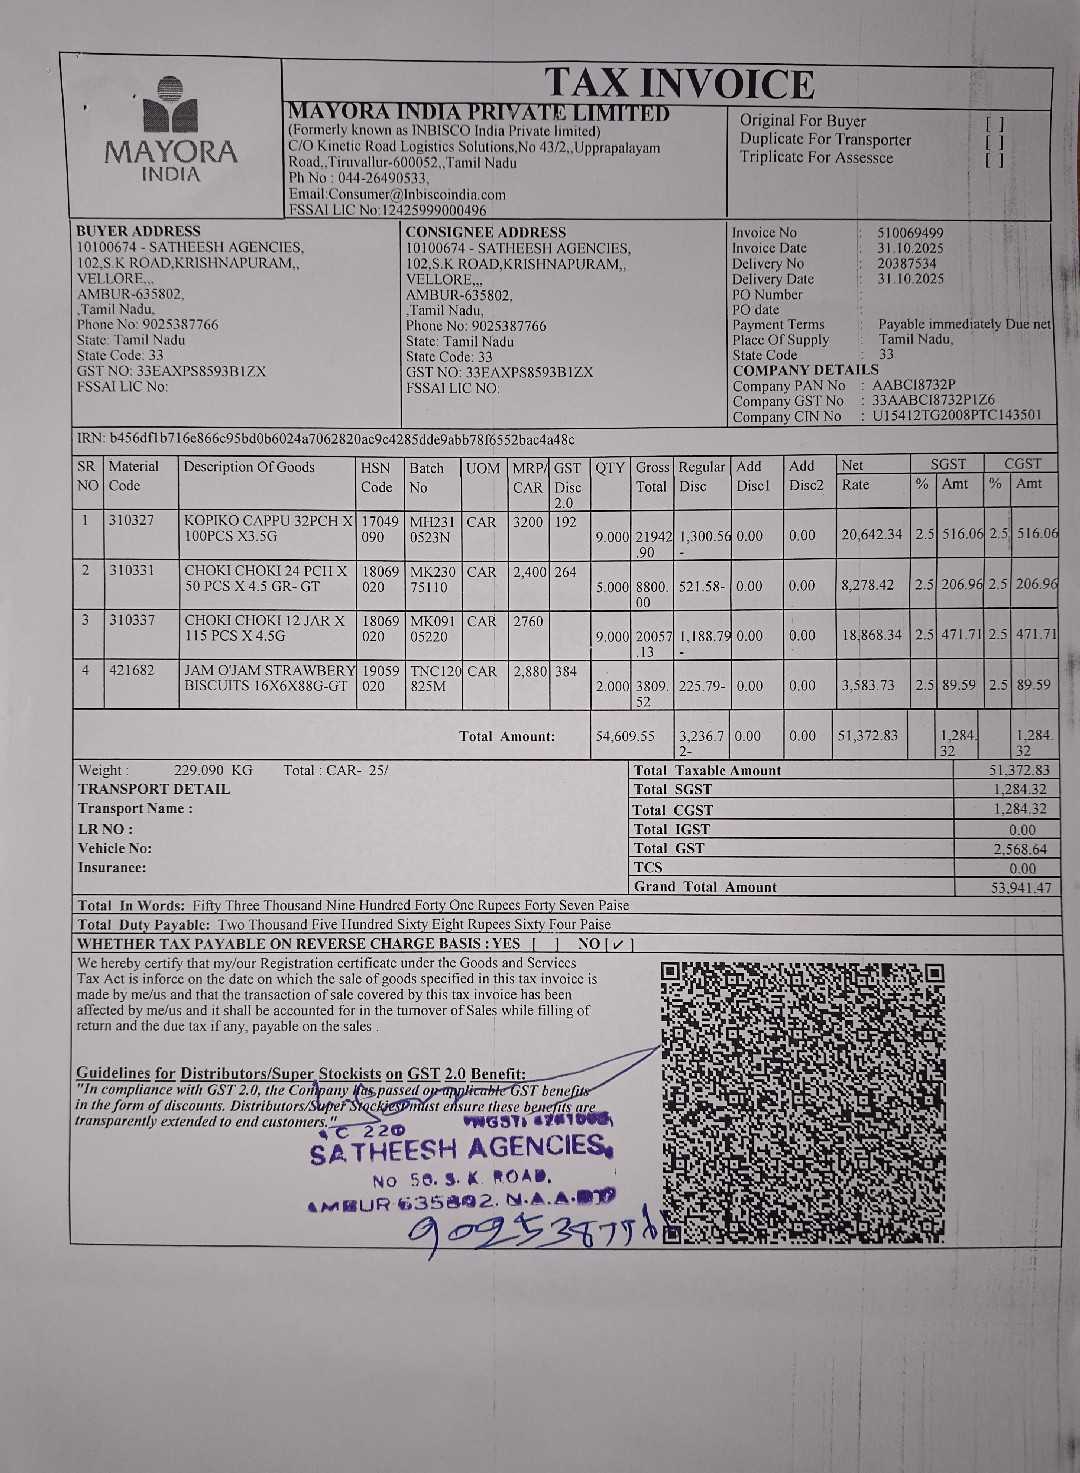 TAX INVOICE
MAYORA
INDIA
MAYORA INDIA PRIVATE LIMITED
(Formerly known as INBISCO India Private limited)
C/O Kinetic Road Logistics Solutions,No 43/2,,Upprapalayam
Road,,Tiruvallur-600052,,Tamil Nadu
Ph No : 044-26490533,
Email:Consumer@Inbiscoindia.com
FSSAI LIC No:12425999000496
Original For Buyer [ ]
Duplicate For Transporter [ ]
Triplicate For Assessce [ ]
BUYER ADDRESS
10100674 - SATHEESH AGENCIES,
102,S.K ROAD,KRISHNAPURAM,,
VELLORE,,,
AMBUR-635802,
,Tamil Nadu,
Phone No: 9025387766
State: Tamil Nadu
State Code: 33
GST NO: 33EAXPS8593B1ZX
FSSAI LIC No:
CONSIGNEE ADDRESS
10100674 - SATHEESH AGENCIES,
102,S.K ROAD,KRISHNAPURAM,,
VELLORE,,,
AMBUR-635802,
,Tamil Nadu,
Phone No: 9025387766
State: Tamil Nadu
State Code: 33
GST NO: 33EAXPS8593B1ZX
FSSAI LIC NO:
Invoice No : 510069499
Invoice Date : 31.10.2025
Delivery No : 20387534
Delivery Date : 31.10.2025
PO Number :
PO date :
Payment Terms : Payable immediately Due net
Place Of Supply : Tamil Nadu,
State Code : 33
COMPANY DETAILS
Company PAN No : AABCI8732P
Company GST No : 33AABCI8732P1Z6
Company CIN No : U15412TG2008PTC143501
IRN: b456df1b716e866c95bd0b6024a7062820ac9c4285dde9abb78f6552bac4a48c
SR Material Description Of Goods HSN Batch UOM MRP/ GST QTY Gross Regular Add Add Net SGST CGST
NO Code Code No CAR Disc Total Disc Disc1 Disc2 Rate % Amt % Amt
2.0
1 310327 KOPIKO CAPPU 32PCH X 17049 MH231 CAR 3200 192
100PCS X3.5G 090 0523N 9.000 21942 1,300.56 0.00 0.00 20,642.34 2.5 516.06 2.5 516.06
.90 -
2 310331 CHOKI CHOKI 24 PCH X 18069 MK230 CAR 2,400 264
50 PCS X 4.5 GR- GT 020 75110 5.000 8800. 521.58- 0.00 0.00 8,278.42 2.5 206.96 2.5 206.96
00
3 310337 CHOKI CHOKI 12 JAR X 18069 MK091 CAR 2760
115 PCS X 4.5G 020 05220 9.000 20057 1,188.79 0.00 0.00 18,868.34 2.5 471.71 2.5 471.71
.13 -
4 421682 JAM O'JAM STRAWBERY 19059 TNC120 CAR 2,880 384
BISCUITS 16X6X88G-GT 020 825M 2.000 3809. 225.79- 0.00 0.00 3,583.73 2.5 89.59 2.5 89.59
52
Total Amount: 54,609.55 3,236.7 0.00 0.00 51,372.83 1,284. 1,284.
2- 32 32
Weight : 229.090 KG Total : CAR- 25/
TRANSPORT DETAIL
Transport Name :
LR NO :
Vehicle No:
Insurance:
Total Taxable Amount 51,372.83
Total SGST 1,284.32
Total CGST 1,284.32
Total IGST 0.00
Total GST 2,568.64
TCS 0.00
Grand Total Amount 53,941.47
Total In Words: Fifty Three Thousand Nine Hundred Forty One Rupees Forty Seven Paise
Total Duty Payable: Two Thousand Five Hundred Sixty Eight Rupees Sixty Four Paise
WHETHER TAX PAYABLE ON REVERSE CHARGE BASIS : YES [ ] NO [✓]
We hereby certify that my/our Registration certificate under the Goods and Services
Tax Act is inforce on the date on which the sale of goods specified in this tax invoice is
made by me/us and that the transaction of sale covered by this tax invoice has been
affected by me/us and it shall be accounted for in the turnover of Sales while filling of
return and the due tax if any, payable on the sales .
Guidelines for Distributors/Super Stockists on GST 2.0 Benefit:
"In compliance with GST 2.0, the Company has passed on applicable GST benefits
in the form of discounts. Distributors/Super Stockiest must ensure these benefits are
transparently extended to end customers."
C 220
SATHEESH AGENCIES,
No 50. S. K. ROAD,
AMBUR 635802. N.A.A.DT
9025387766